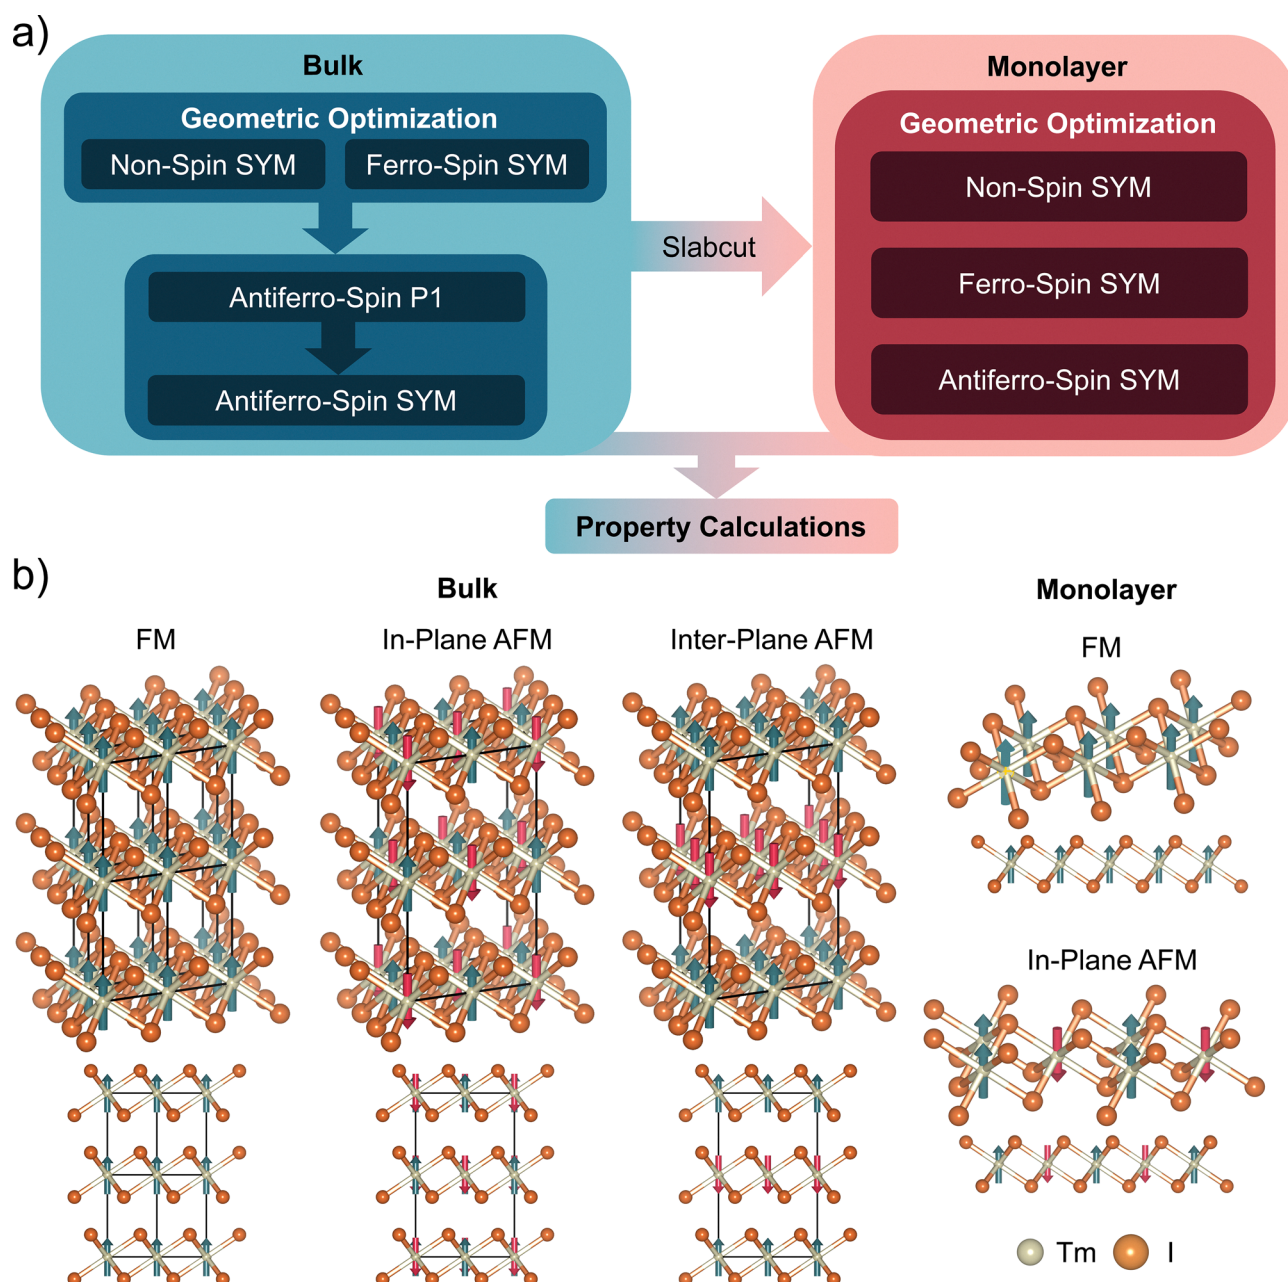 a)
Bulk
Geometric Optimization
Non-Spin SYM
Ferro-Spin SYM
Antiferro-Spin P1
Antiferro-Spin SYM
Slabcut
Monolayer
Geometric Optimization
Non-Spin SYM
Ferro-Spin SYM
Antiferro-Spin SYM
Property Calculations
b)
Bulk
FM
In-Plane AFM
Inter-Plane AFM
Monolayer
FM
In-Plane AFM
Tm
I